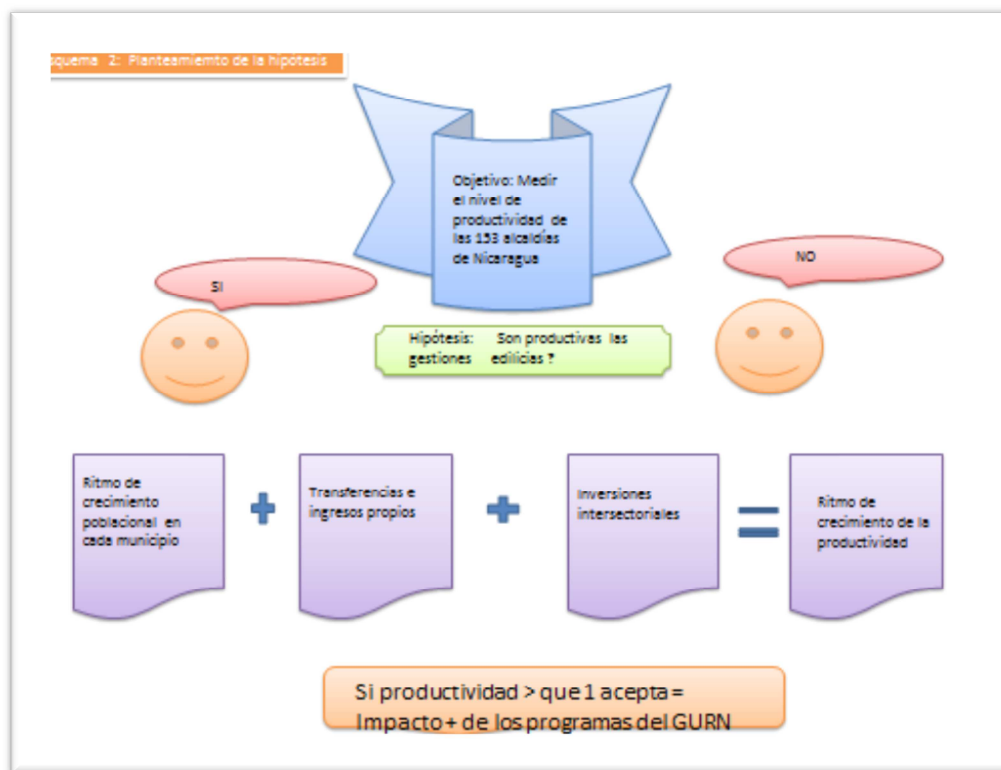 squema 2: Planteamiemto de la hipótesis
Objetivo: Medir
el nivel de
productividad de
las 153 alcaldías
de Nicaragua
SI
NO
Hipótesis: Son productivas las
gestiones edilicias ?
Ritmo de
crecimiento
poblacional en
cada municipio
Transferencias e
ingresos propios
Inversiones
intersectoriales
Ritmo de
crecimiento de la
productividad
Si productividad > que 1 acepta =
Impacto + de los programas del GURN